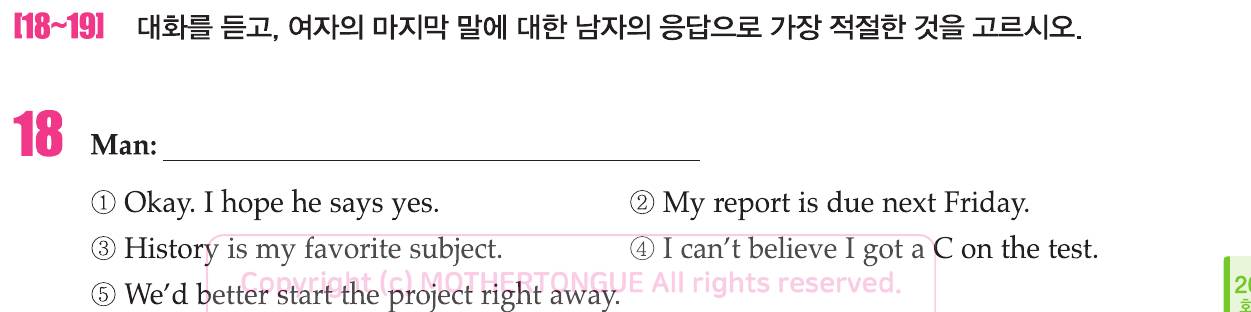 [18~19] 대화를 듣고, 여자의 마지막 말에 대한 남자의 응답으로 가장 적절한 것을 고르시오.
18 Man:
① Okay. I hope he says yes. ② My report is due next Friday.
③ History is my favorite subject. ④ I can't believe I got a C on the test.
Copyright (c) MOTHERTONGUE All rights reserved.
⑤ We'd better start the project right away.